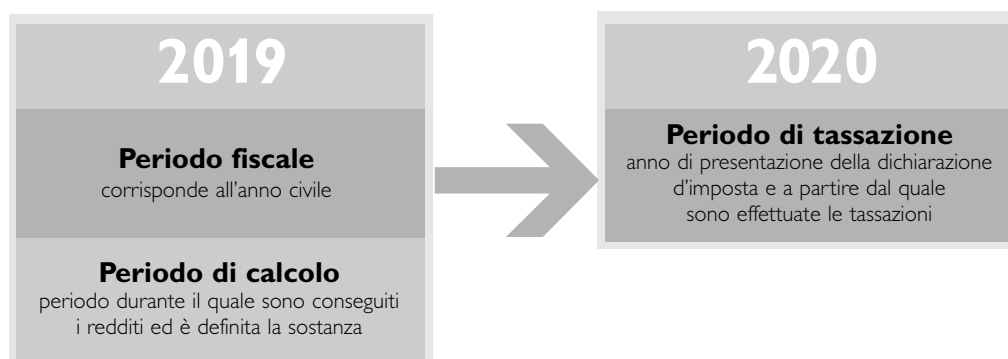 2019
Periodo fiscale
corrisponde all'anno civile
Periodo di calcolo
periodo durante il quale sono conseguiti
i redditi ed è definita la sostanza
2020
Periodo di tassazione
anno di presentazione della dichiarazione
d'imposta e a partire dal quale
sono effettuate le tassazioni